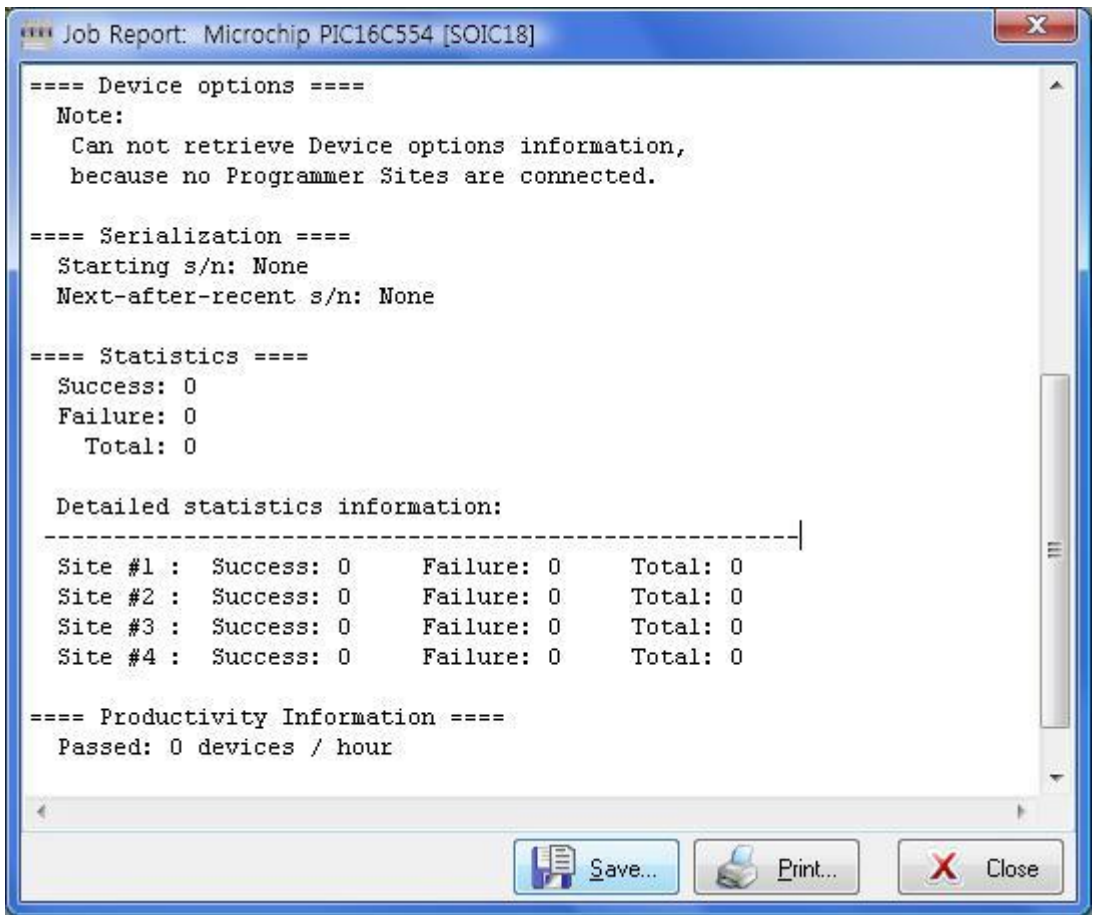 Job Report: Microchip PIC16C554 [SOIC18]
==== Device options ====
Note:
Can not retrieve Device options information,
because no Programmer Sites are connected.
==== Serialization ====
Starting s/n: None
Next-after-recent s/n: None
==== Statistics ====
Success: 0
Failure: 0
Total: 0
Detailed statistics information:
-------------------------------------------------------
Site #1 : Success: 0 Failure: 0 Total: 0
Site #2 : Success: 0 Failure: 0 Total: 0
Site #3 : Success: 0 Failure: 0 Total: 0
Site #4 : Success: 0 Failure: 0 Total: 0
==== Productivity Information ====
Passed: 0 devices / hour
Save... Print... Close